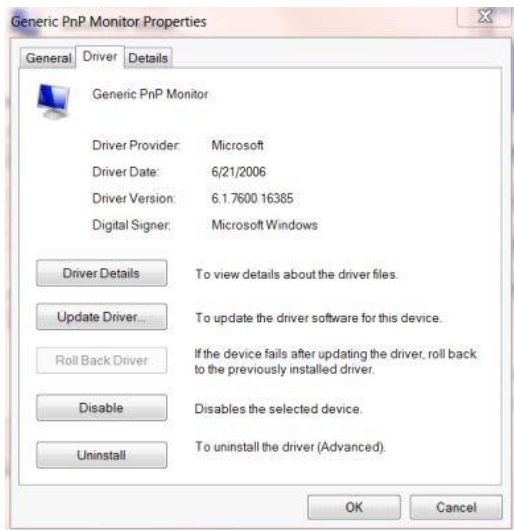 Generic PnP Monitor Properties
General Driver Details
Generic PnP Monitor
Driver Provider: Microsoft
Driver Date: 6/21/2006
Driver Version: 6.1.7600.16385
Digital Signer: Microsoft Windows
Driver Details To view details about the driver files.
Update Driver... To update the driver software for this device.
Roll Back Driver If the device fails after updating the driver, roll back
to the previously installed driver.
Disable Disables the selected device.
Uninstall To uninstall the driver (Advanced).
OK Cancel